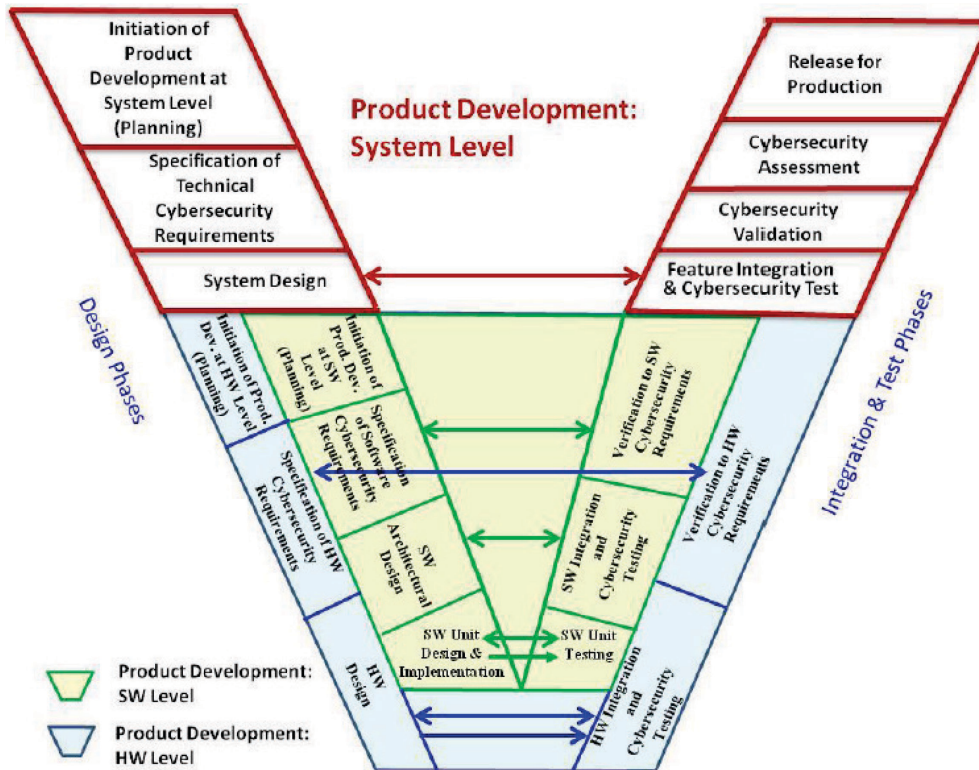 Initiation of
Product
Development at
System Level
(Planning)
Specification of
Technical
Cybersecurity
Requirements
System Design
Product Development:
System Level
Release for
Production
Cybersecurity
Assessment
Cybersecurity
Validation
Feature Integration
& Cybersecurity Test
Design Phases
Integration & Test Phases
Initiation of Prod.
Dev. at HW Level
(Planning)
Specification of HW
Cybersecurity
Requirements
HW
Design
Initiation of
Prod. Dev.
at SW
Level
(Planning)
Specification
of Software
Cybersecurity
Requirements
SW
Architectural
Design
SW Unit
Design &
Implementation
SW Unit
Testing
SW Integration
and
Cybersecurity
Testing
Verification to SW
Cybersecurity
Requirements
Verification to HW
Cybersecurity
Requirements
HW Integration
and
Cybersecurity
Testing
Product Development:
SW Level
Product Development:
HW Level